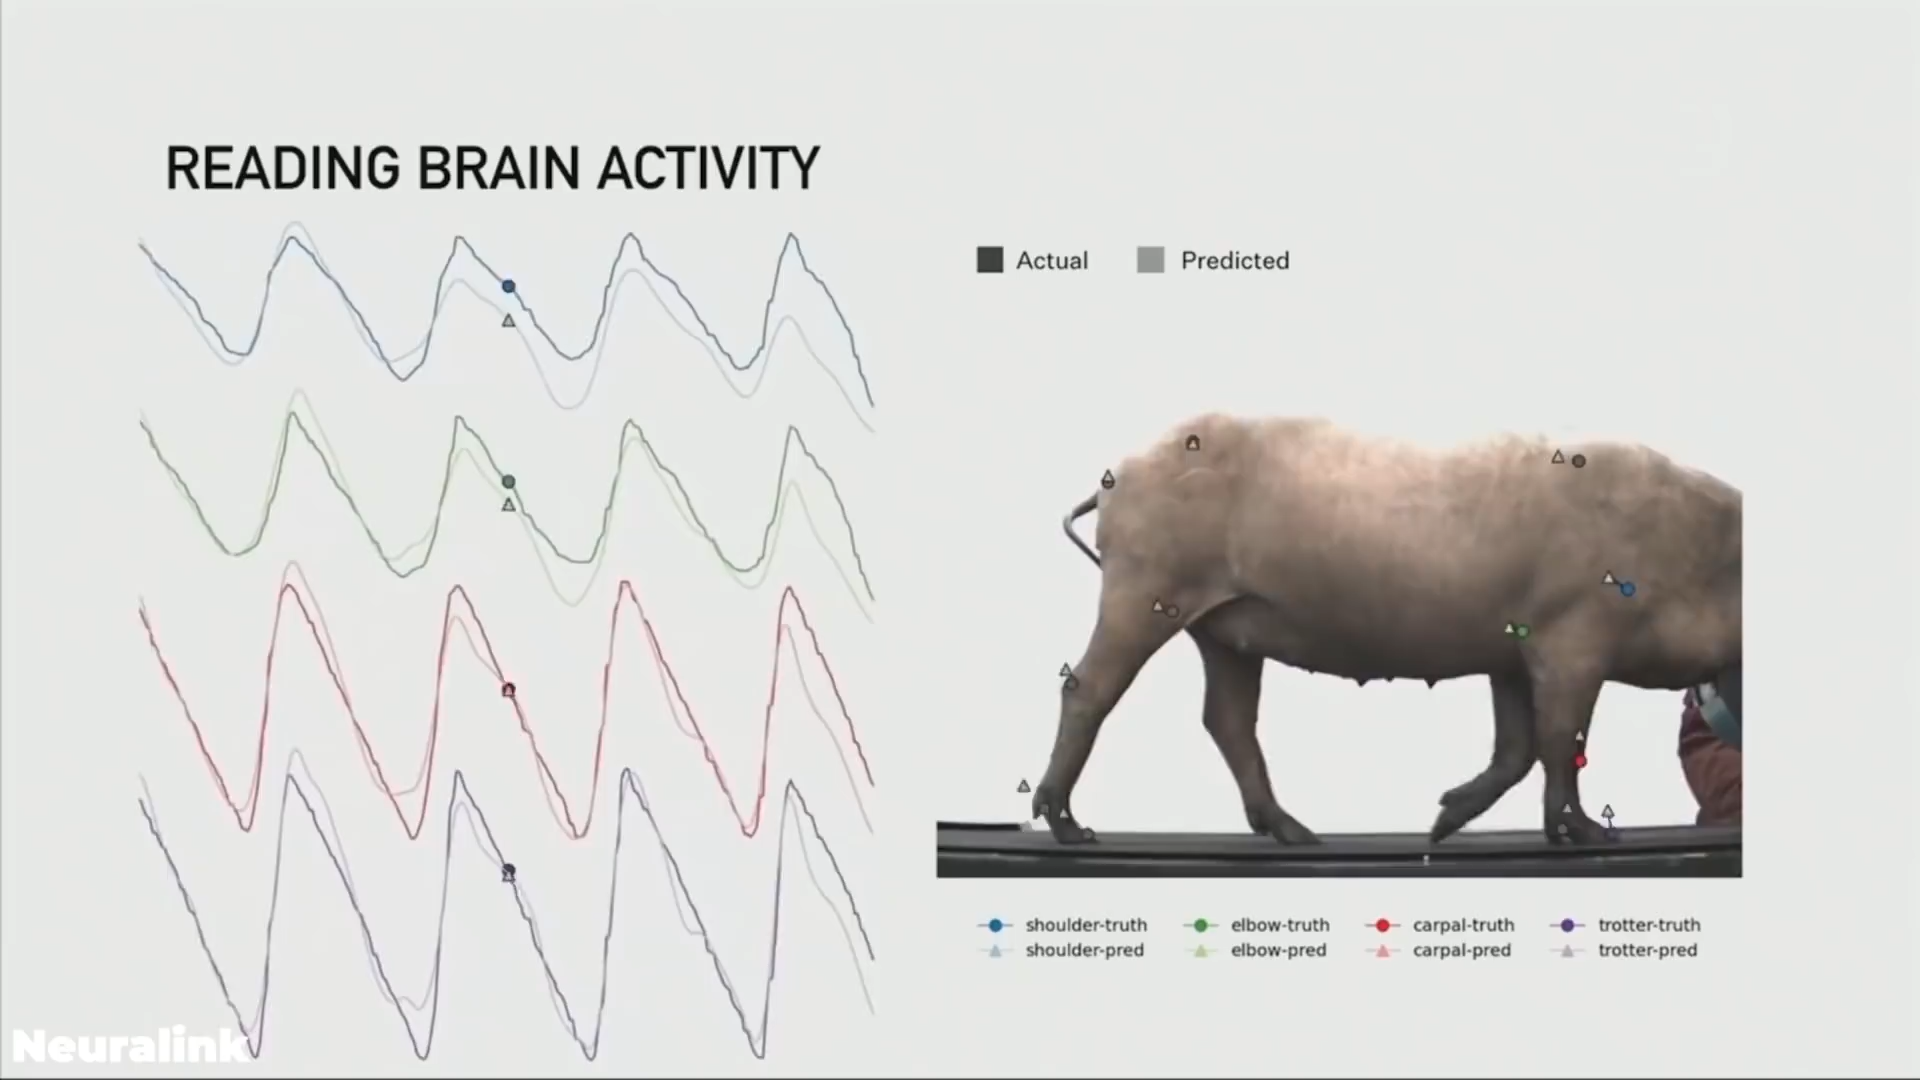 READING BRAIN ACTIVITY
Actual Predicted
shoulder-truth elbow-truth carpal-truth trotter-truth
shoulder-pred elbow-pred carpal-pred trotter-pred
Neuralink